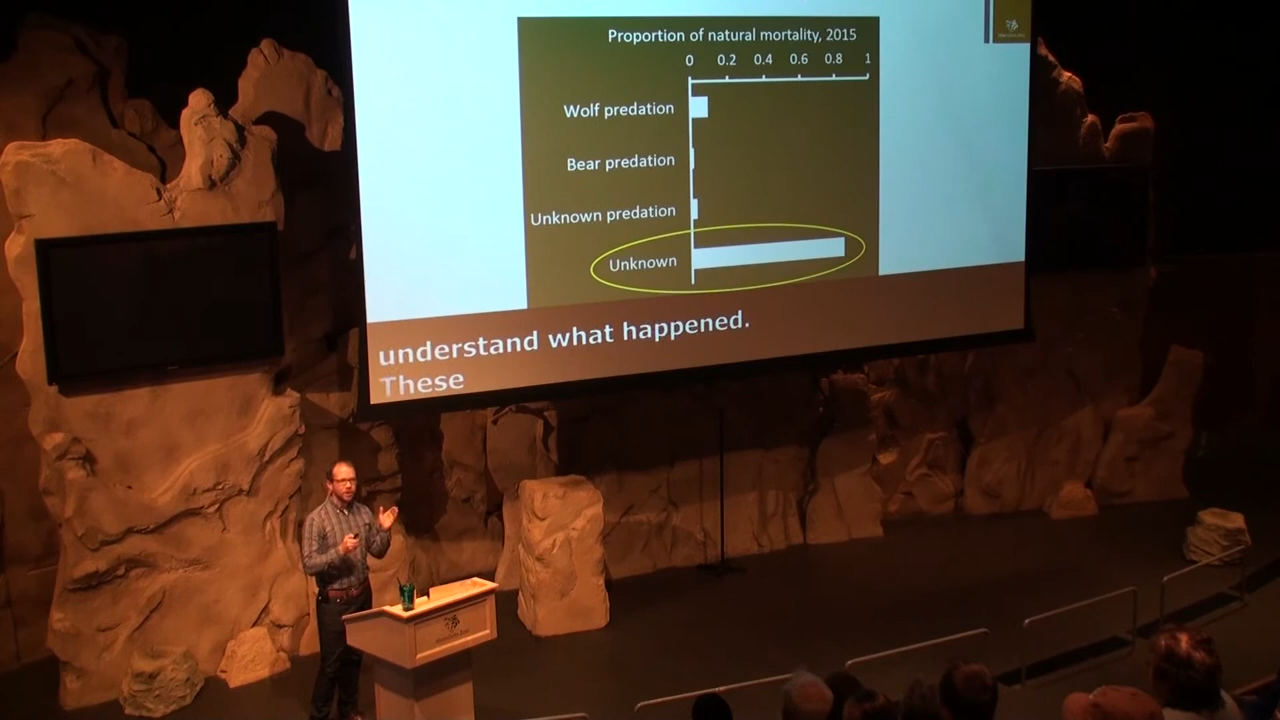 Proportion of natural mortality, 2015
0 0.2 0.4 0.6 0.8 1
Wolf predation
Bear predation
Unknown predation
Unknown
understand what happened.
These